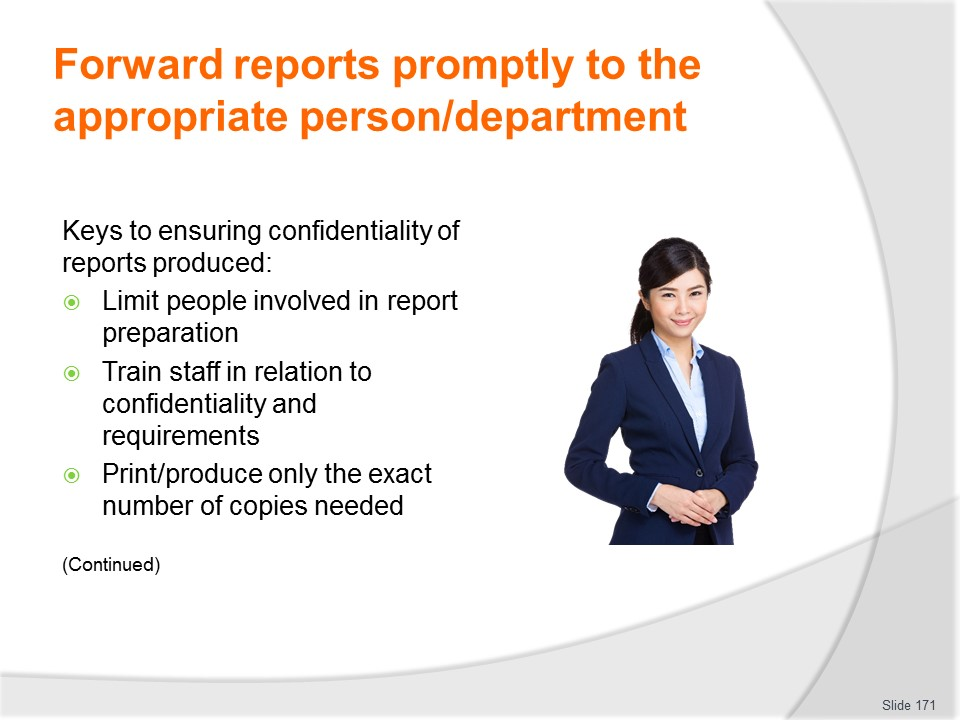 Forward reports promptly to the
appropriate person/department
Keys to ensuring confidentiality of
reports produced:
Limit people involved in report
preparation
Train staff in relation to
confidentiality and
requirements
Print/produce only the exact
number of copies needed
(Continued)
Slide 171